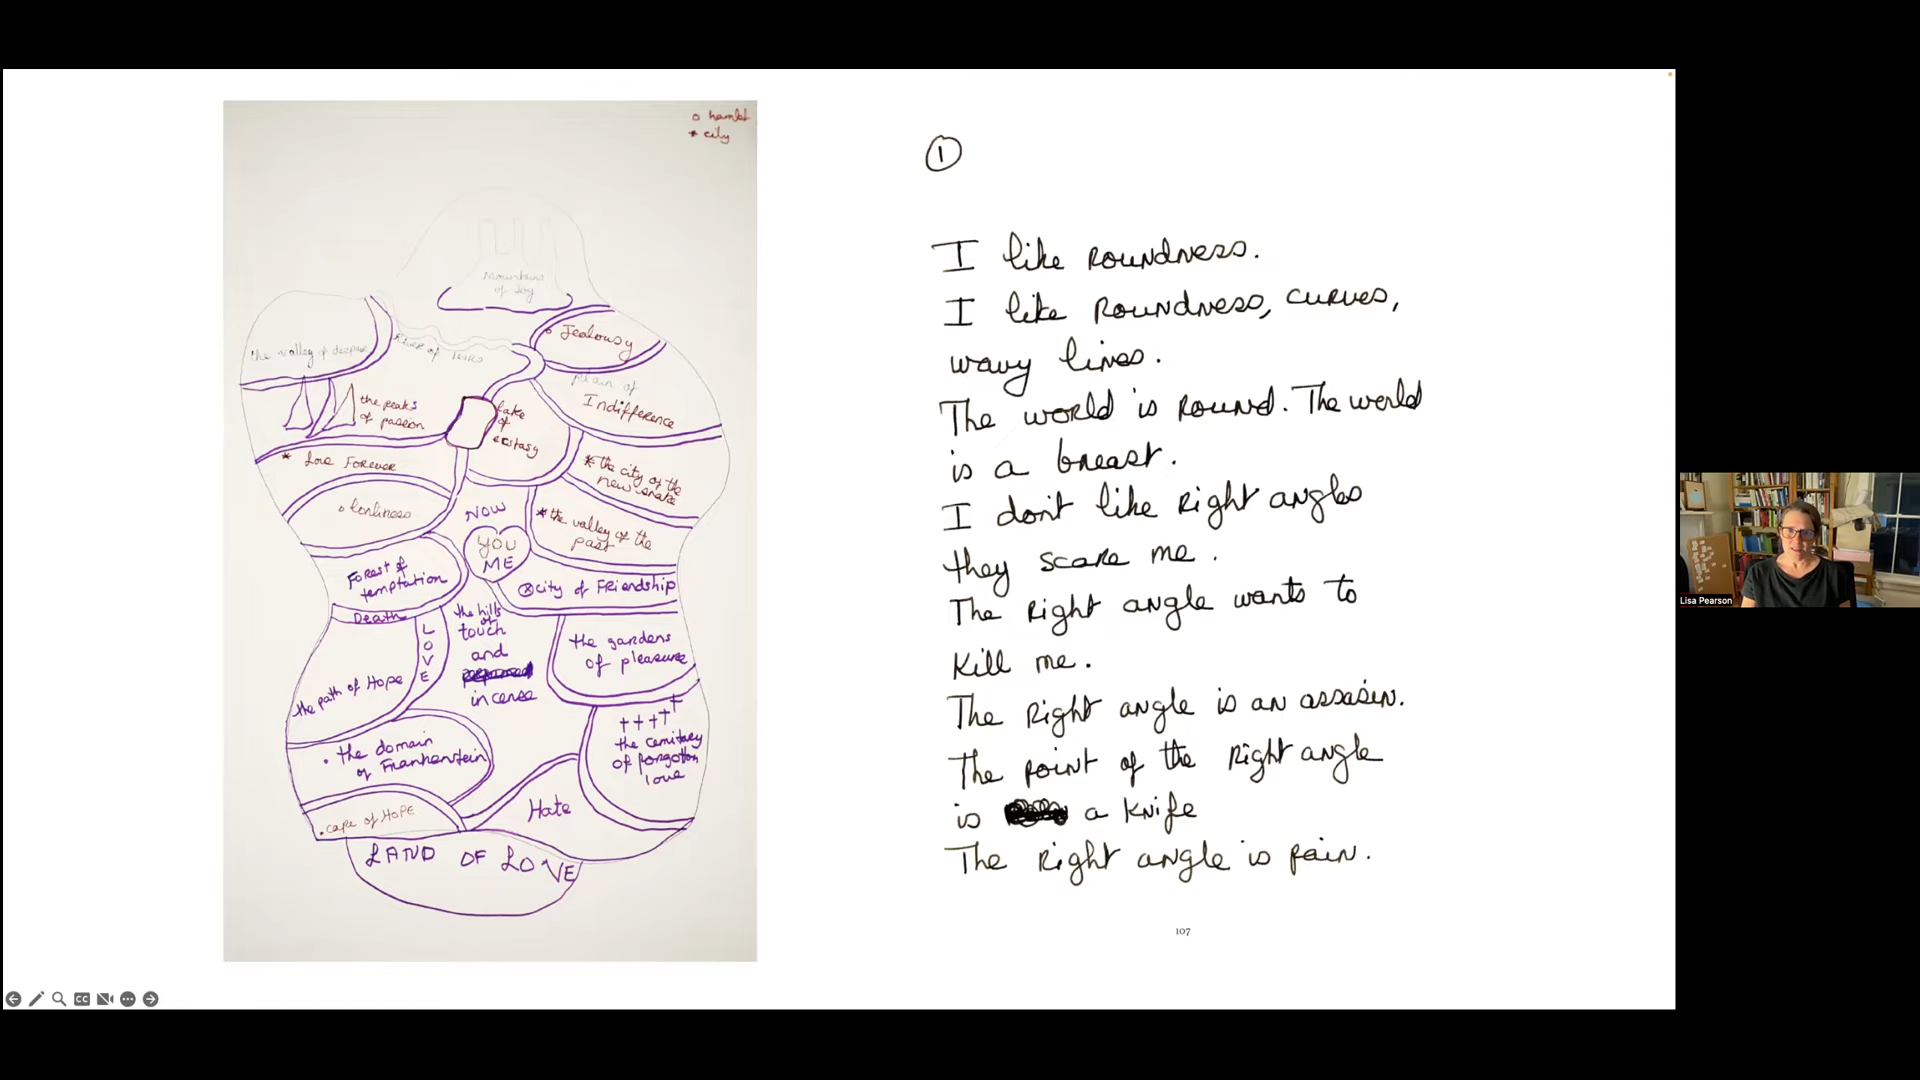 o hamlet
* city
Mountains
of Joy
o Jealousy
the valley of despair
River of Tears
plain of
Indifference
the peaks
of pasion
Lake
of
ecstasy
* Love Forever
* the city of the
new snake
o lonliness
NOW
YOU
ME
* the valley of the
past
Forest of
temptation
city of Friendship
Death
LOVE
the hills
of
touch
and
incense
the gardens
of pleasure
the path of Hope
the domain
of Frankenstein
the cemitary
of forgotten
love
Hate
cape of HOPE
LAND OF LOVE
1
I like roundness.
I like roundness, curves,
wavy lines.
The world is round. The world
is a breast.
I don't like right angles
they scare me.
The right angle wants to
kill me.
The right angle is an assasin.
The point of the right angle
is a knife
The right angle is pain.
107
CC
Lisa Pearson